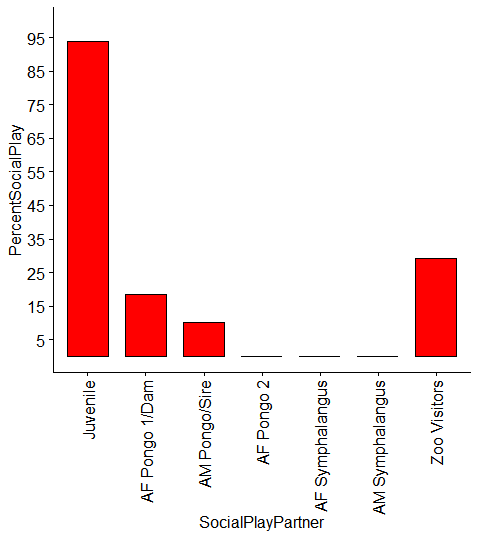 95
85
75
65
55
45
35
25
15
5
PercentSocialPlay
Juvenile
AF Pongo 1/Dam
AM Pongo/Sire
AF Pongo 2
AF Symphalangus
AM Symphalangus
Zoo Visitors
SocialPlayPartner